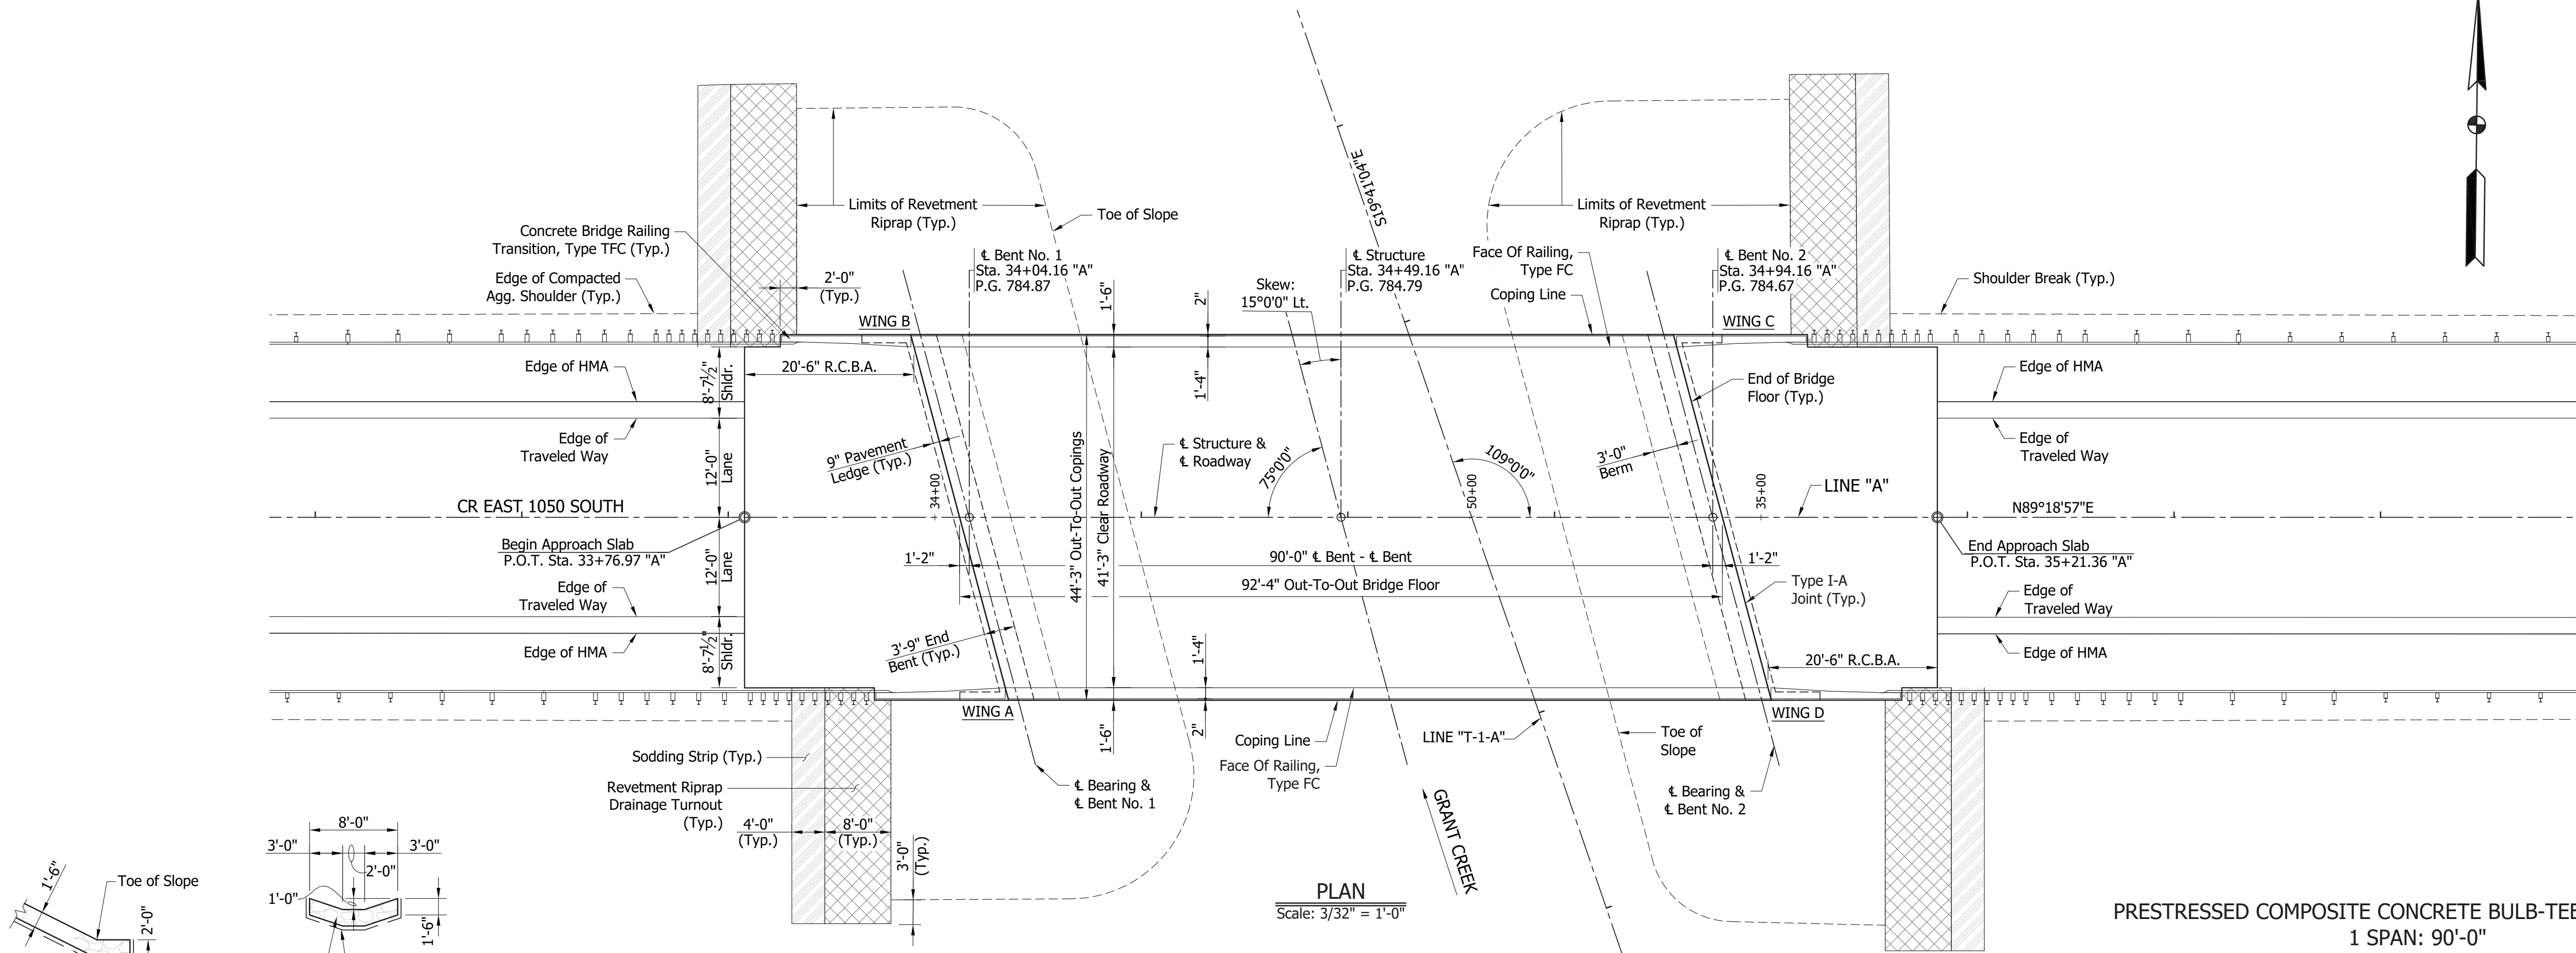 S19°41'04"E
Limits of Revetment
Riprap (Typ.)
Toe of Slope
Limits of Revetment
Riprap (Typ.)
Concrete Bridge Railing
Transition, Type TFC (Typ.)
Edge of Compacted
Agg. Shoulder (Typ.)
2'-0"
(Typ.)
℄ Bent No. 1
Sta. 34+04.16 "A"
P.G. 784.87
1'-6"
2"
Skew:
15°0'0" Lt.
℄ Structure
Sta. 34+49.16 "A"
P.G. 784.79
Face Of Railing,
Type FC
Coping Line
℄ Bent No. 2
Sta. 34+94.16 "A"
P.G. 784.67
Shoulder Break (Typ.)
WING B
WING C
Edge of HMA
8'-7½"
Shldr.
20'-6" R.C.B.A.
1'-4"
End of Bridge
Floor (Typ.)
Edge of HMA
Edge of
Traveled Way
12'-0"
Lane
9" Pavement
Ledge (Typ.)
44'-3" Out-To-Out Copings
41'-3" Clear Roadway
℄ Structure &
℄ Roadway
75°0'0"
109°0'0"
3'-0"
Berm
Edge of
Traveled Way
CR EAST 1050 SOUTH
34+00
50+00
35+00
LINE "A"
N89°18'57"E
Begin Approach Slab
P.O.T. Sta. 33+76.97 "A"
12'-0"
Lane
1'-2"
90'-0" ℄ Bent - ℄ Bent
1'-2"
End Approach Slab
P.O.T. Sta. 35+21.36 "A"
92'-4" Out-To-Out Bridge Floor
Edge of
Traveled Way
Type I-A
Joint (Typ.)
Edge of
Traveled Way
Edge of HMA
8'-7½"
Shldr.
3'-9" End
Bent (Typ.)
1'-4"
20'-6" R.C.B.A.
Edge of HMA
WING A
WING D
1'-6"
2"
Sodding Strip (Typ.)
Coping Line
Face Of Railing,
Type FC
LINE "T-1-A"
Toe of
Slope
Revetment Riprap
Drainage Turnout
(Typ.)
℄ Bearing &
℄ Bent No. 1
℄ Bearing &
℄ Bent No. 2
4'-0"
(Typ.)
8'-0"
(Typ.)
3'-0"
(Typ.)
GRANT CREEK
8'-0"
3'-0"
3'-0"
2'-0"
1'-0"
1'-6"
1'-6"
Toe of Slope
2'-0"
PLAN
Scale: 3/32" = 1'-0"
PRESTRESSED COMPOSITE CONCRETE BULB-TEE
1 SPAN: 90'-0"